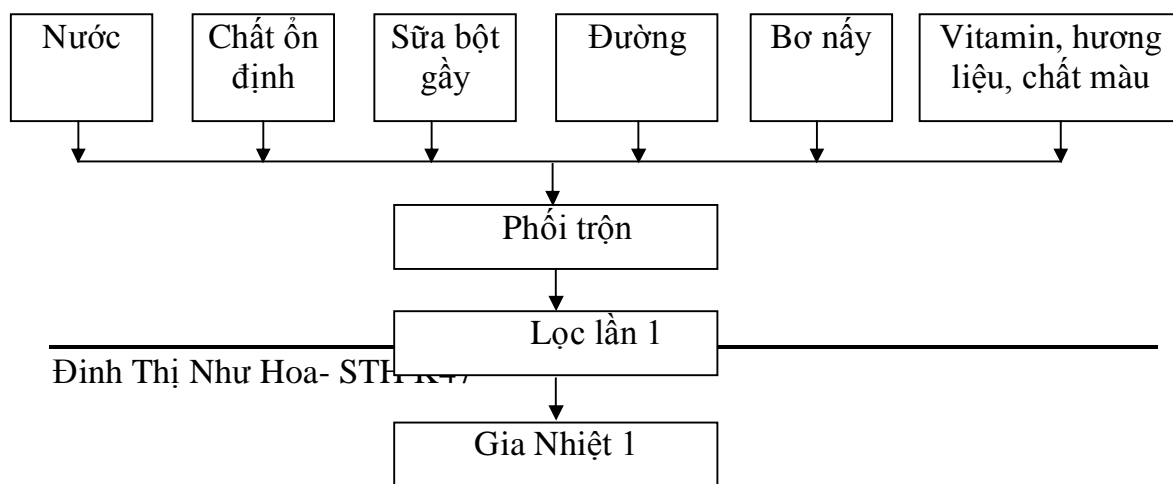 Nước
Chất ổn
định
Sữa bột
gầy
Đường
Bơ nấy
Vitamin, hương
liệu, chất màu
Phối trộn
Lọc lần 1
Đinh Thị Như Hoa- STH K47
Gia Nhiệt 1